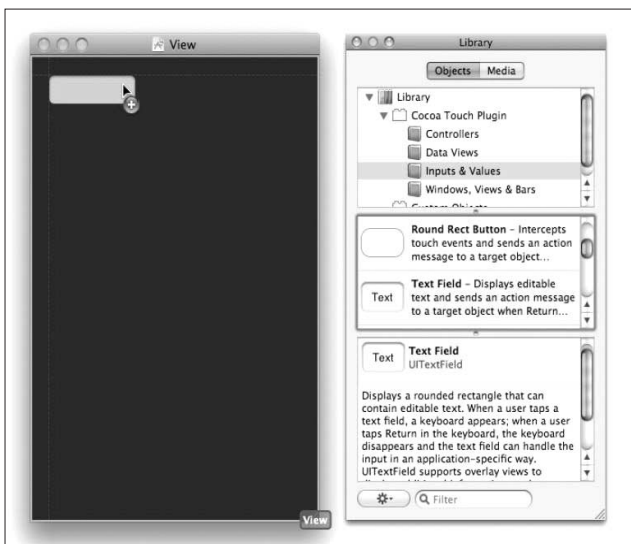 View
View
Library
Objects Media
Library
Cocoa Touch Plugin
Controllers
Data Views
Inputs & Values
Windows, Views & Bars
Custom Objects
Round Rect Button – Intercepts
touch events and sends an action
message to a target object...
Text
Text Field – Displays editable
text and sends an action message
to a target object when Return...
Text
Text Field
UITextField
Displays a rounded rectangle that can
contain editable text. When a user taps a
text field, a keyboard appears; when a user
taps Return in the keyboard, the keyboard
disappears and the text field can handle the
input in an application-specific way.
UITextField supports overlay views to
Filter